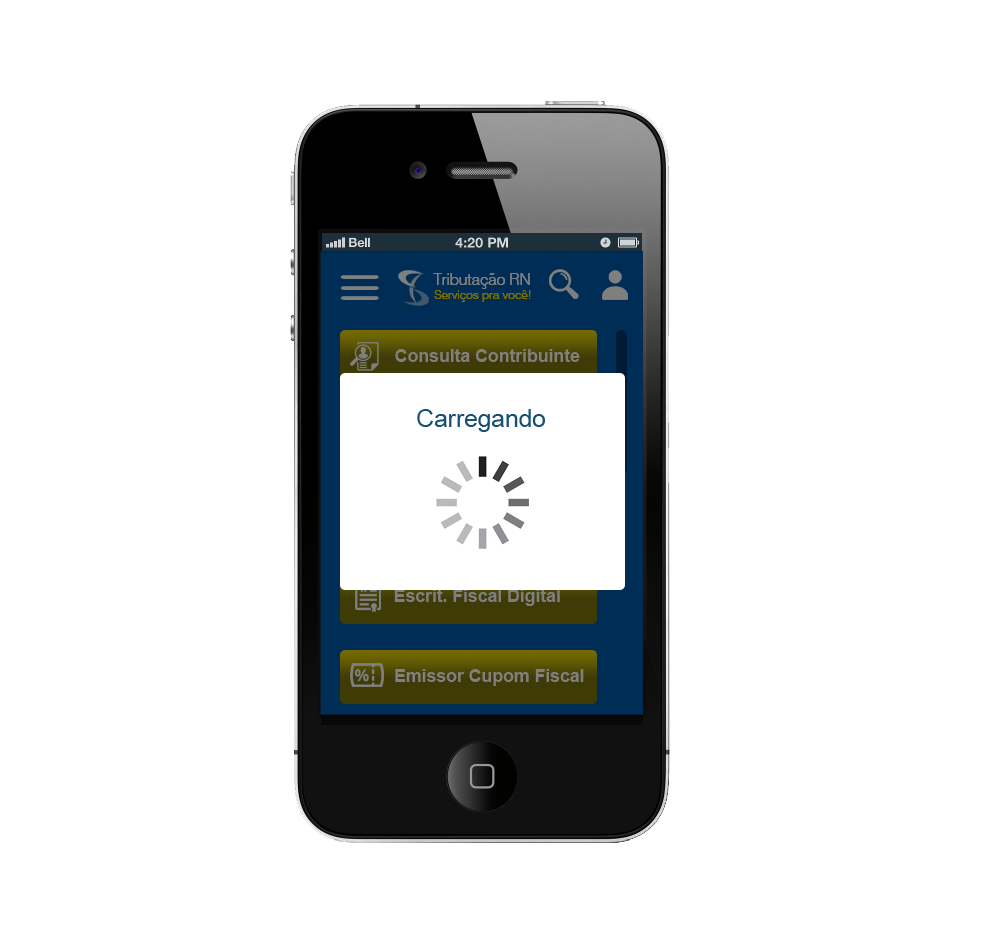 Bell 4:20 PM
Tributação RN
Serviços pra você!
Consulta Contribuinte
Carregando
Escrit. Fiscal Digital
%
Emissor Cupom Fiscal